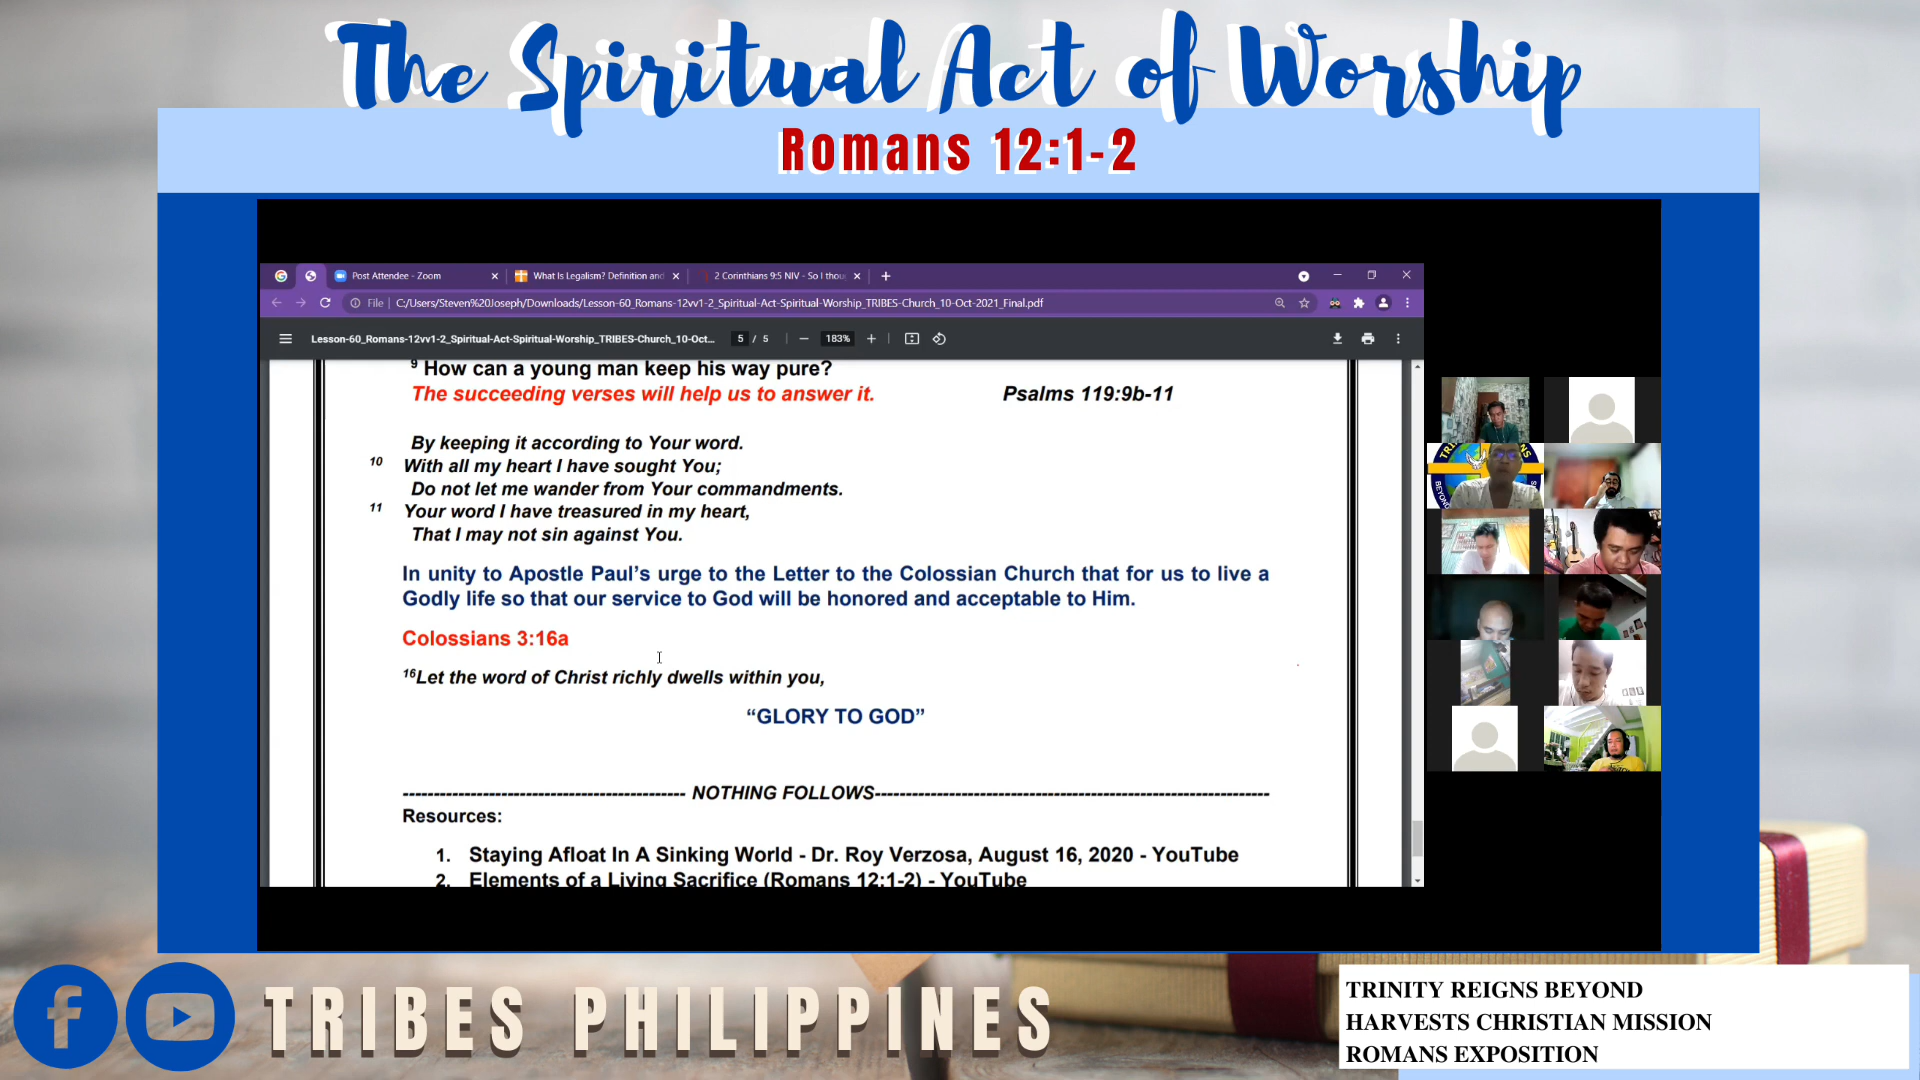 The Spiritual Act of Worship
Romans 12:1-2
Post Attendee - Zoom
What Is Legalism? Definition and
2 Corinthians 9:5 NIV - So I thou
File
C:/Users/Steven%20Joseph/Downloads/Lesson-60_Romans-12vv1-2_Spiritual-Act-Spiritual-Worship_TRIBES-Church_10-Oct-2021_Final.pdf
Lesson-60_Romans-12vv1-2_Spiritual-Act-Spiritual-Worship_TRIBES-Church_10-Oct...
5 / 5
183%
9 How can a young man keep his way pure?
The succeeding verses will help us to answer it. Psalms 119:9b-11
By keeping it according to Your word.
10 With all my heart I have sought You;
Do not let me wander from Your commandments.
11 Your word I have treasured in my heart,
That I may not sin against You.
In unity to Apostle Paul’s urge to the Letter to the Colossian Church that for us to live a
Godly life so that our service to God will be honored and acceptable to Him.
Colossians 3:16a
16Let the word of Christ richly dwells within you,
“GLORY TO GOD”
---------------------------------------------- NOTHING FOLLOWS----------------------------------------------------------------
Resources:
1. Staying Afloat In A Sinking World - Dr. Roy Verzosa, August 16, 2020 - YouTube
2. Elements of a Living Sacrifice (Romans 12:1-2) - YouTube
TRIBES PHILIPPINES
TRINITY REIGNS BEYOND
HARVESTS CHRISTIAN MISSION
ROMANS EXPOSITION